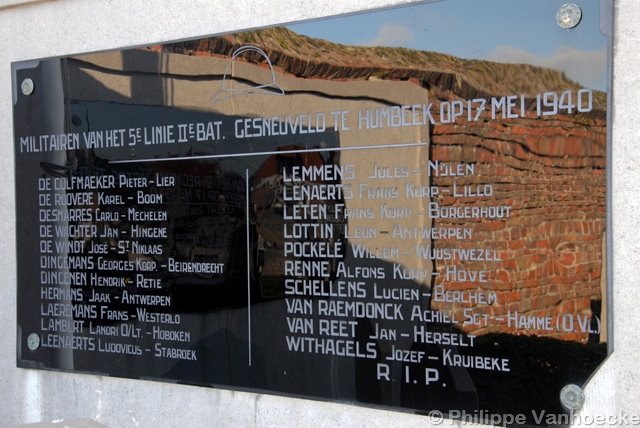 MILITAIREN VAN HET 5E LINIE IIE BAT. GESNEUVELD TE HUMBEEK OP 17 MEI 1940
DE COLFMAEKER PIETER - LIER
DE ROOVERE KAREL - BOOM
DESMARRES CARLO - MECHELEN
DE WACHTER JAN - HINGENE
DE WINDT JOSÉ - ST NIKLAAS
DINGEMANS GEORGES KORP. - BEIRENDRECHT
DINGENEN HENDRIK - RETIE
HERMANS JAAK - ANTWERPEN
LAEREMANS FRANS - WESTERLO
LAMBERT LANDRI O/LT. - HOBOKEN
LEENAERTS LUDOVICUS - STABROEK
LEMMENS JULES - NIJLEN
LENAERTS FRANS KORP. - LILLO
LETEN FRANS KORP. - BORGERHOUT
LOTTIN LEON - ANTWERPEN
POCKELÉ WILLEM - WUUSTWEZEL
RENNE ALFONS KORP. - HOVE
SCHELLENS LUCIEN - BERCHEM
VAN RAEMDONCK ACHIEL SGT. - HAMME (O.VL.)
VAN REET JAN - HERSELT
WITHAGELS JOZEF - KRUIBEKE
R.I.P.
© Philippe Vanhoecke